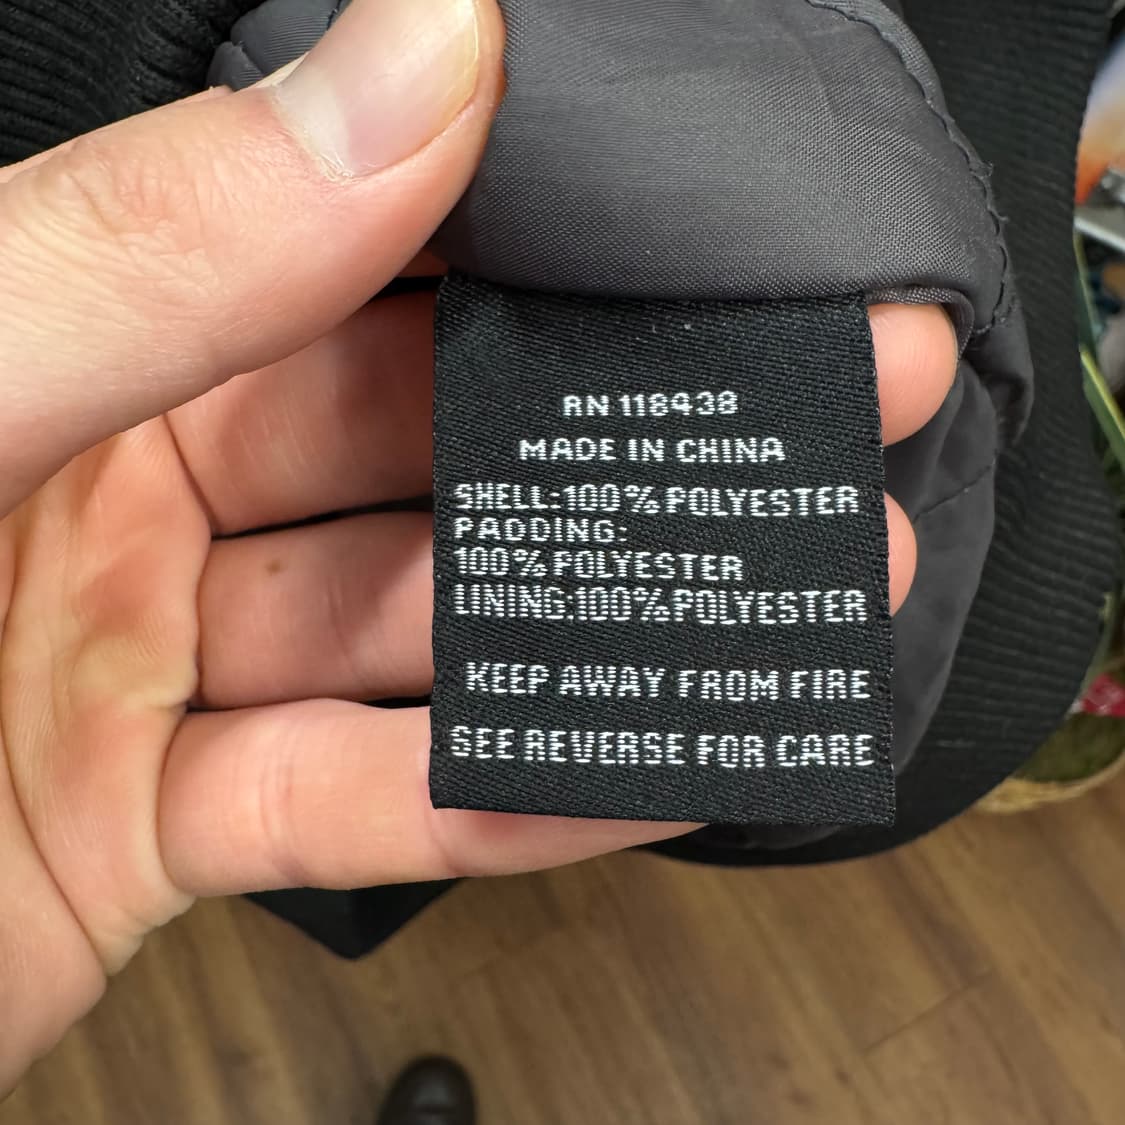 RN 118438
MADE IN CHINA
SHELL:100%POLYESTER
PADDING:
100%POLYESTER
LINING:100%POLYESTER
KEEP AWAY FROM FIRE
SEE REVERSE FOR CARE